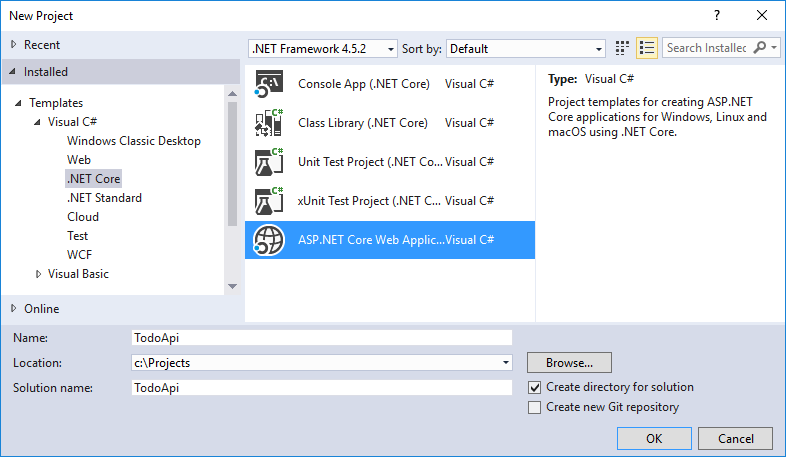 New Project
?
Recent
.NET Framework 4.5.2 Sort by: Default Search Installed
Installed
Templates
Visual C#
Windows Classic Desktop
Web
.NET Core
.NET Standard
Cloud
Test
WCF
Visual Basic
Online
Console App (.NET Core) Visual C#
C# Class Library (.NET Core) Visual C#
C# Unit Test Project (.NET Co... Visual C#
C# xUnit Test Project (.NET C... Visual C#
ASP.NET Core Web Applic... Visual C#
Type: Visual C#
Project templates for creating ASP.NET
Core applications for Windows, Linux and
macOS using .NET Core.
Name: TodoApi
Location: c:\Projects Browse...
Solution name: TodoApi
Create directory for solution
Create new Git repository
OK Cancel